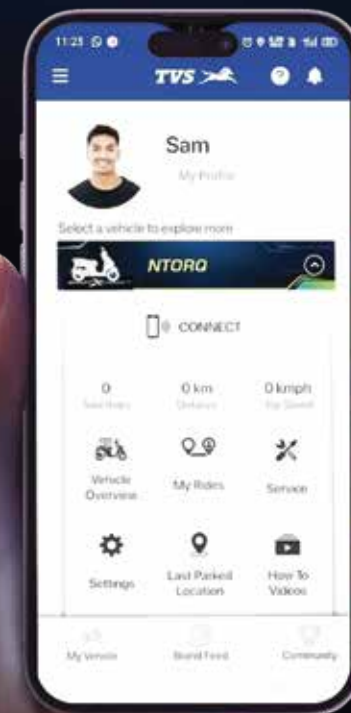 11:23
TVS
Sam
My Profile
Select a vehicle to explore more
NTORQ
CONNECT
0 0 km 0 kmph
Distance Top Speed
Vehicle Overview
My Rides
Service
Settings
Last Parked Location
How To Videos
My Vehicle Brand Feed Community